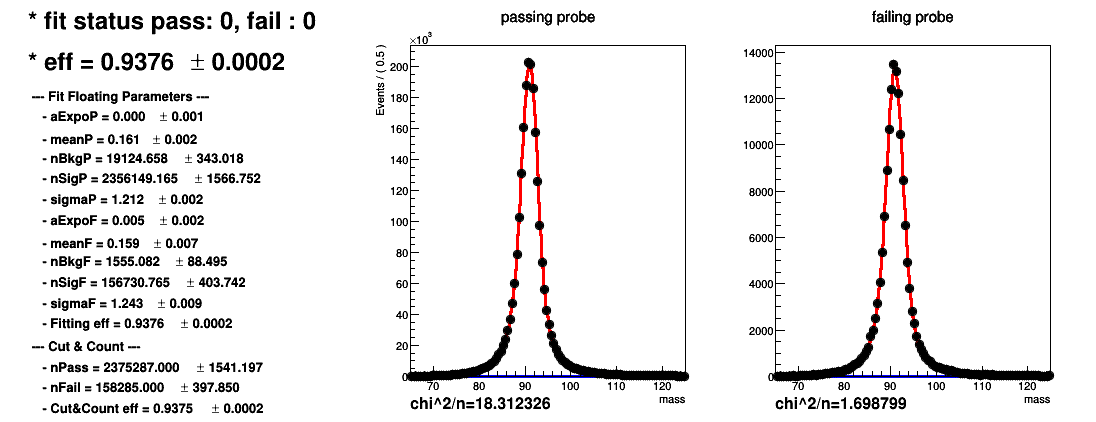 * fit status pass: 0, fail : 0
* eff = 0.9376 ± 0.0002
--- Fit Floating Parameters ---
- aExpoP = 0.000 ± 0.001
- meanP = 0.161 ± 0.002
- nBkgP = 19124.658 ± 343.018
- nSigP = 2356149.165 ± 1566.752
- sigmaP = 1.212 ± 0.002
- aExpoF = 0.005 ± 0.002
- meanF = 0.159 ± 0.007
- nBkgF = 1555.082 ± 88.495
- nSigF = 156730.765 ± 403.742
- sigmaF = 1.243 ± 0.009
- Fitting eff = 0.9376 ± 0.0002
--- Cut & Count ---
- nPass = 2375287.000 ± 1541.197
- nFail = 158285.000 ± 397.850
- Cut&Count eff = 0.9375 ± 0.0002
passing probe
×10³
Events / ( 0.5 )
200
180
160
140
120
100
80
60
40
20
0
70 80 90 100 110 120
mass
chi^2/n=18.312326
failing probe
14000
12000
10000
8000
6000
4000
2000
0
70 80 90 100 110 120
mass
chi^2/n=1.698799